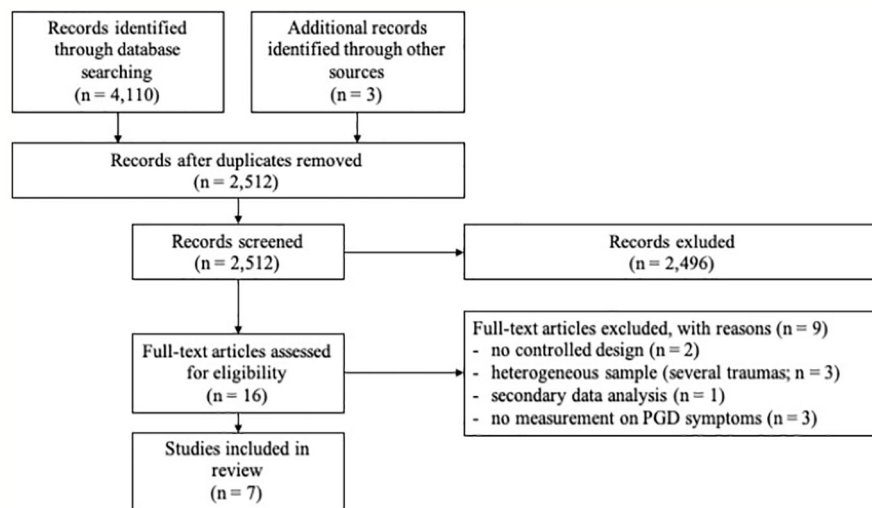 Records identified
through database
searching
(n = 4,110)
Additional records
identified through other
sources
(n = 3)
Records after duplicates removed
(n = 2,512)
Records screened
(n = 2,512)
Records exluded
(n = 2,496)
Full-text articles assessed
for eligibility
(n = 16)
Full-text articles excluded, with reasons (n = 9)
- no controlled design (n = 2)
- heterogeneous sample (several traumas; n = 3)
- secondary data analysis (n = 1)
- no measurement on PGD symptoms (n = 3)
Studies included in
review
(n = 7)